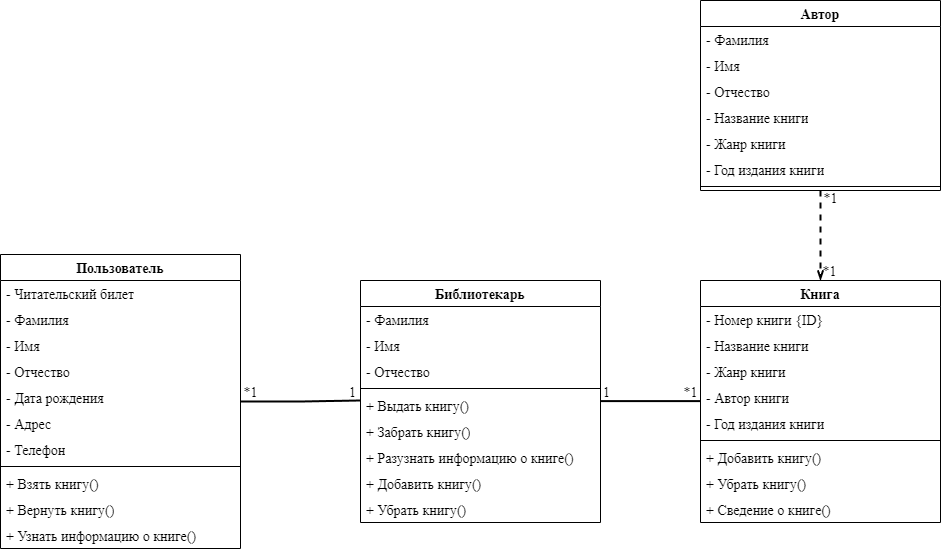 Автор
- Фамилия
- Имя
- Отчество
- Название книги
- Жанр книги
- Год издания книги
*1
*1
Пользователь
- Читательский билет
- Фамилия
- Имя
- Отчество
- Дата рождения
- Адрес
- Телефон
+ Взять книгу()
+ Вернуть книгу()
+ Узнать информацию о книге()
*1
1
Библиотекарь
- Фамилия
- Имя
- Отчество
+ Выдать книгу()
+ Забрать книгу()
+ Разузнать информацию о книге()
+ Добавить книгу()
+ Убрать книгу()
1
*1
Книга
- Номер книги {ID}
- Название книги
- Жанр книги
- Автор книги
- Год издания книги
+ Добавить книгу()
+ Убрать книгу()
+ Сведение о книге()